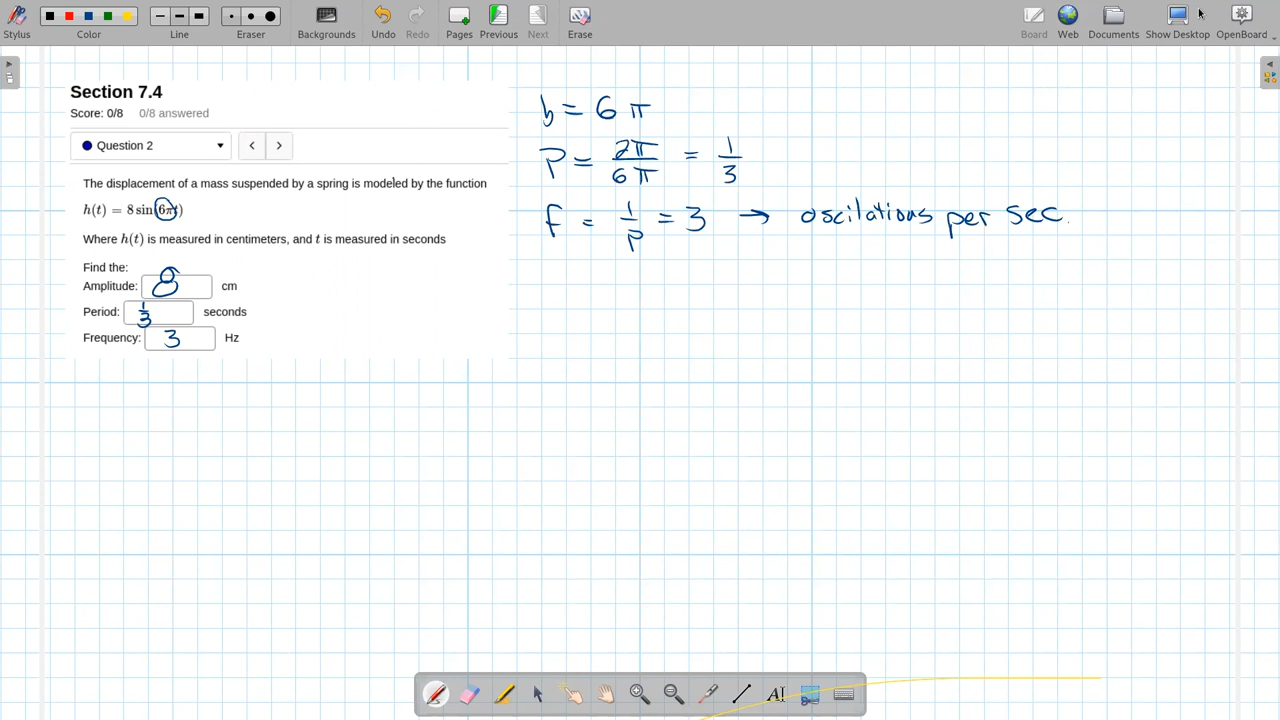 Stylus Color Line Eraser Backgrounds Undo Redo Pages Previous Next Erase Board Web Documents Show Desktop OpenBoard
Section 7.4
Score: 0/8 0/8 answered
Question 2
The displacement of a mass suspended by a spring is modeled by the function
h(t) = 8 sin(6πt)
Where h(t) is measured in centimeters, and t is measured in seconds
Find the:
Amplitude: 8 cm
Period: 1/3 seconds
Frequency: 3 Hz
b = 6π
P = 2π/6π = 1/3
f = 1/P = 3 → oscilations per sec.
AI